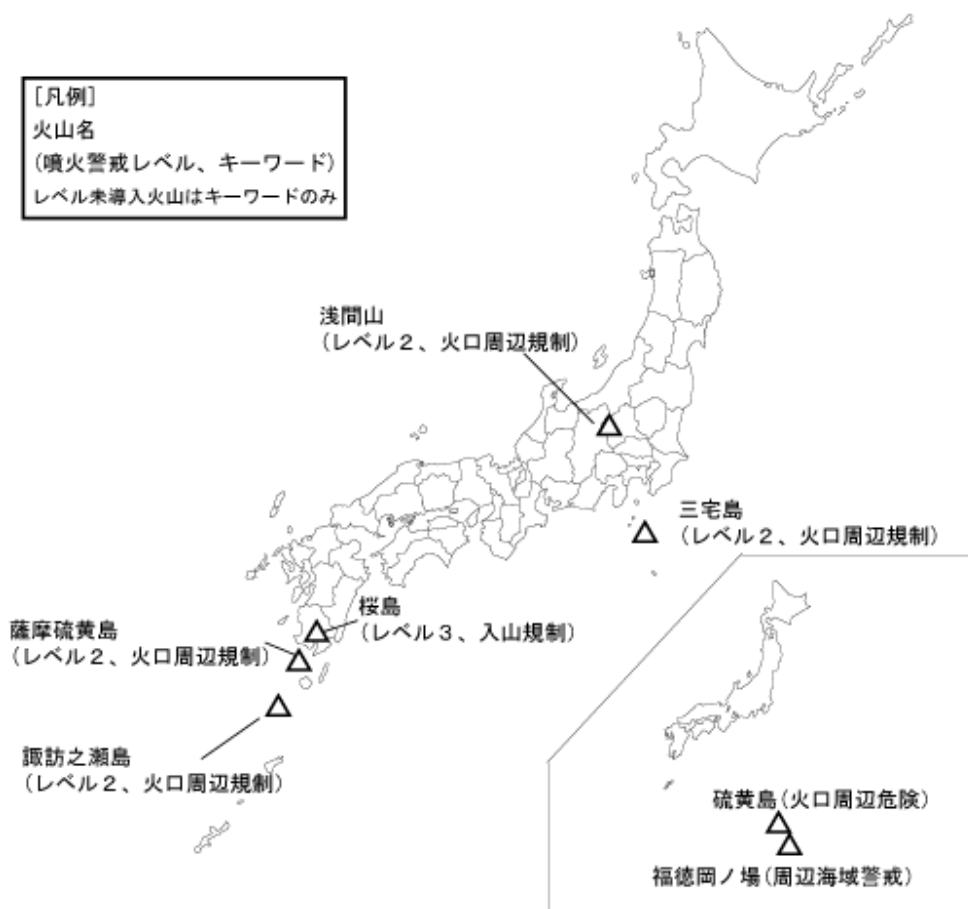 [凡例]
火山名
(噴火警戒レベル、キーワード)
レベル未導入火山はキーワードのみ
浅間山
(レベル２、火口周辺規制)
三宅島
(レベル２、火口周辺規制)
桜島
(レベル３、入山規制)
薩摩硫黄島
(レベル２、火口周辺規制)
諏訪之瀬島
(レベル２、火口周辺規制)
硫黄島(火口周辺危険)
福徳岡ノ場(周辺海域警戒)